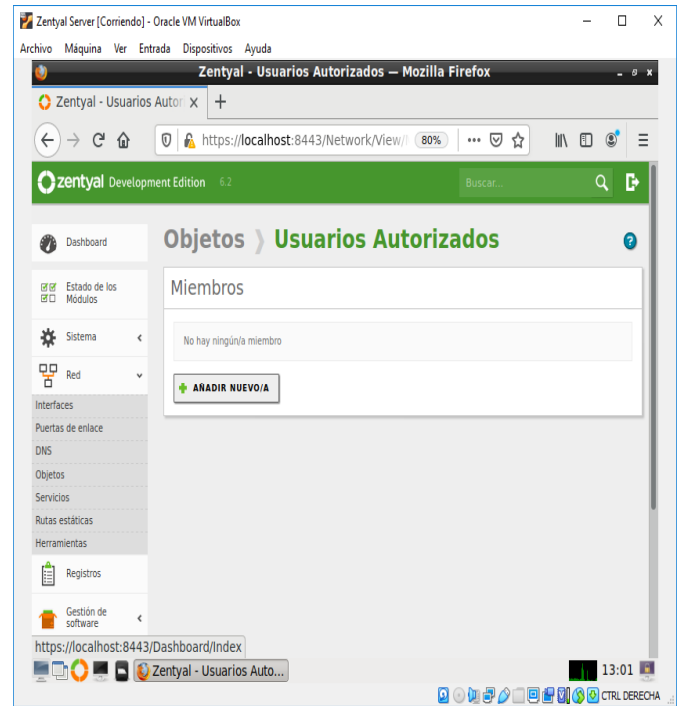 Zentyal Server [Corriendo] - Oracle VM VirtualBox
Archivo Máquina Ver Entrada Dispositivos Ayuda
Zentyal - Usuarios Autorizados — Mozilla Firefox
Zentyal - Usuarios Autor
https://localhost:8443/Network/View/ 80%
zentyal Development Edition 6.2 Buscar...
Dashboard
Estado de los
Módulos
Sistema
Red
Interfaces
Puertas de enlace
DNS
Objetos
Servicios
Rutas estáticas
Herramientas
Registros
Gestión de
software
Objetos Usuarios Autorizados
Miembros
No hay ningún/a miembro
AÑADIR NUEVO/A
https://localhost:8443/Dashboard/Index
Zentyal - Usuarios Auto... 13:01
CTRL DERECHA